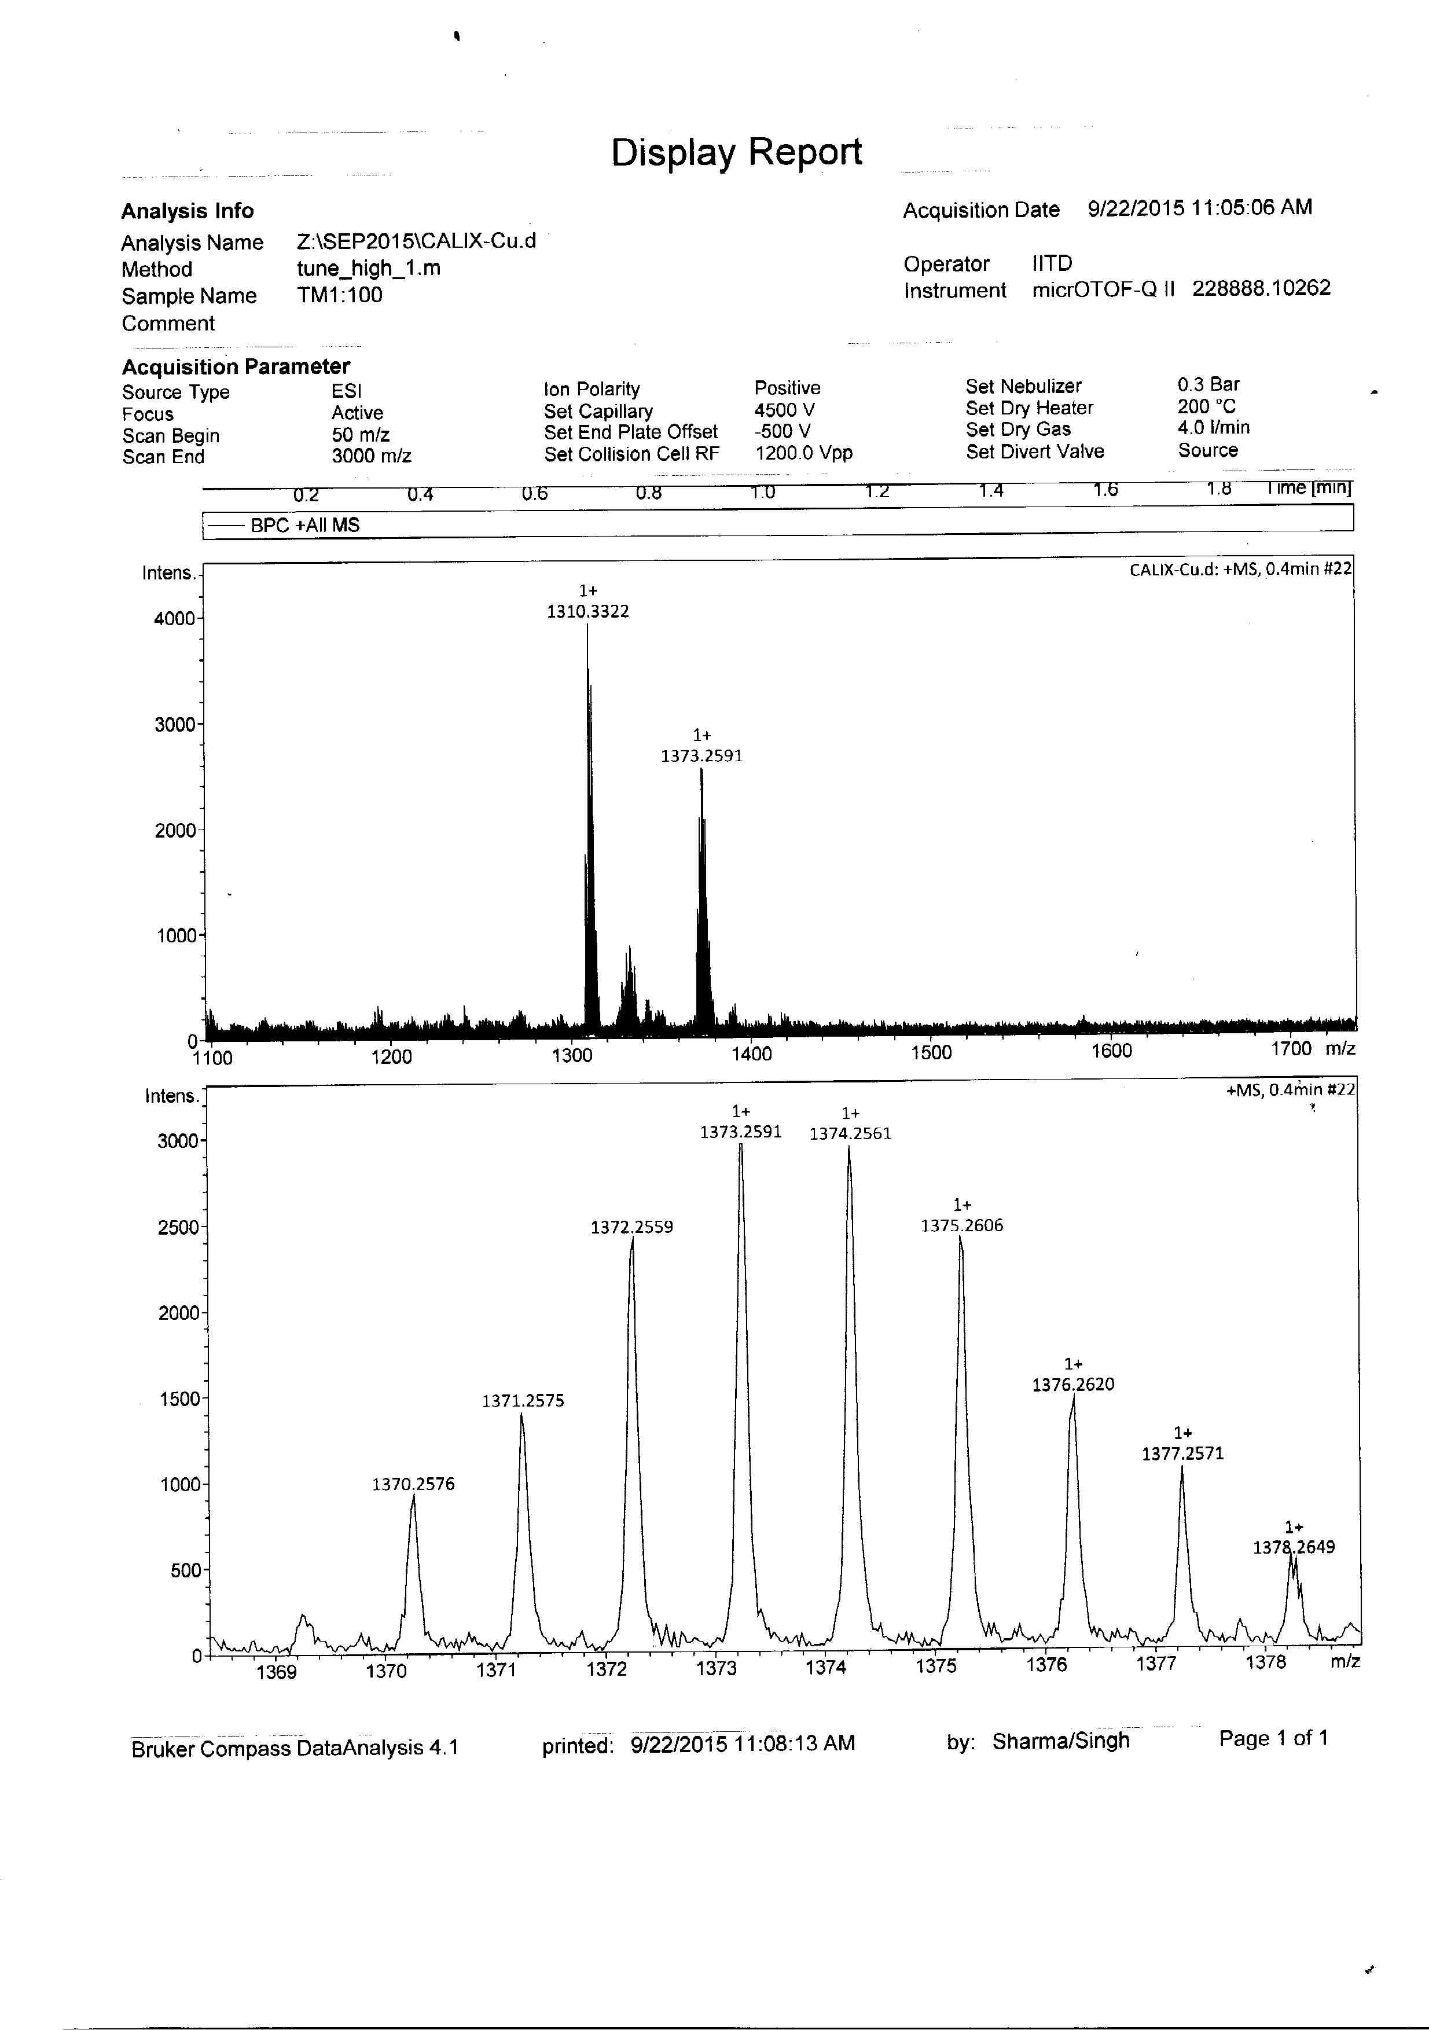 Display Report
Analysis Info
Acquisition Date 9/22/2015 11:05:06 AM
Analysis Name Z:\SEP2015\CALIX-Cu.d
Method tune_high_1.m
Operator IITD
Sample Name TM1:100
Instrument micrOTOF-Q II 228888.10262
Comment
Acquisition Parameter
Source Type ESI Ion Polarity Positive Set Nebulizer 0.3 Bar
Focus Active Set Capillary 4500 V Set Dry Heater 200 °C
Scan Begin 50 m/z Set End Plate Offset -500 V Set Dry Gas 4.0 l/min
Scan End 3000 m/z Set Collision Cell RF 1200.0 Vpp Set Divert Valve Source
0.2 0.4 0.6 0.8 1.0 1.2 1.4 1.6 1.8 Time [min]
BPC +All MS
Intens.
CALIX-Cu.d: +MS, 0.4min #22
1+
1310.3322
4000
3000
1+
1373.2591
2000
1000
0
1100 1200 1300 1400 1500 1600 1700 m/z
Intens.
+MS, 0.4min #22
1+ 1+
1373.2591 1374.2561
3000
1+
2500 1372.2559 1375.2606
2000
1+
1376.2620
1500 1371.2575
1+
1377.2571
1000 1370.2576
1+
1378.2649
500
0
1369 1370 1371 1372 1373 1374 1375 1376 1377 1378 m/z
Bruker Compass DataAnalysis 4.1 printed: 9/22/2015 11:08:13 AM by: Sharma/Singh Page 1 of 1